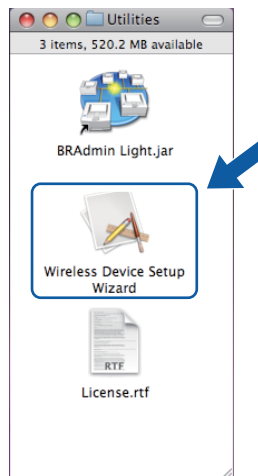 Utilities
3 items, 520.2 MB available
BRAdmin Light.jar
Wireless Device Setup
Wizard
RTF
License.rtf